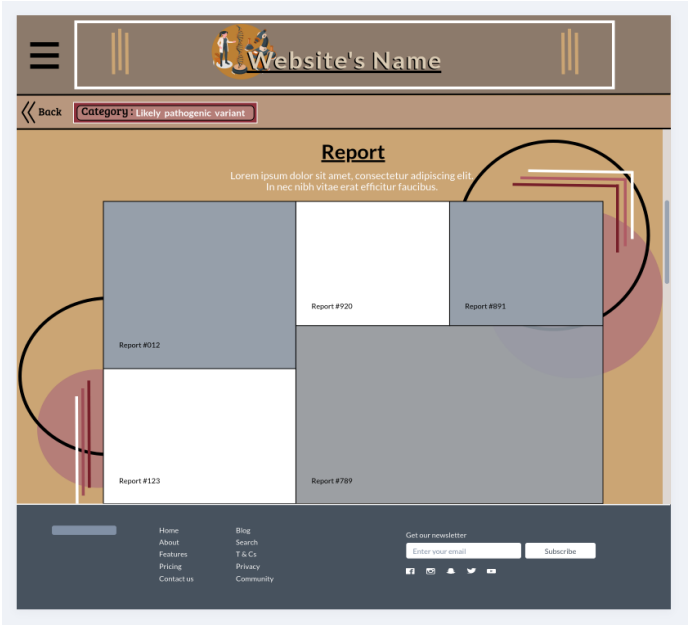 Website's Name
Back
Category : Likely pathogenic variant
Report
Lorem ipsum dolor sit amet, consectetur adipiscing elit.
In nec nibh vitae erat efficitur faucibus.
Report #920
Report #891
Report #012
Report #123
Report #789
Home
About
Features
Pricing
Contact us
Blog
Search
T & Cs
Privacy
Community
Get our newsletter
Enter your email
Subscribe